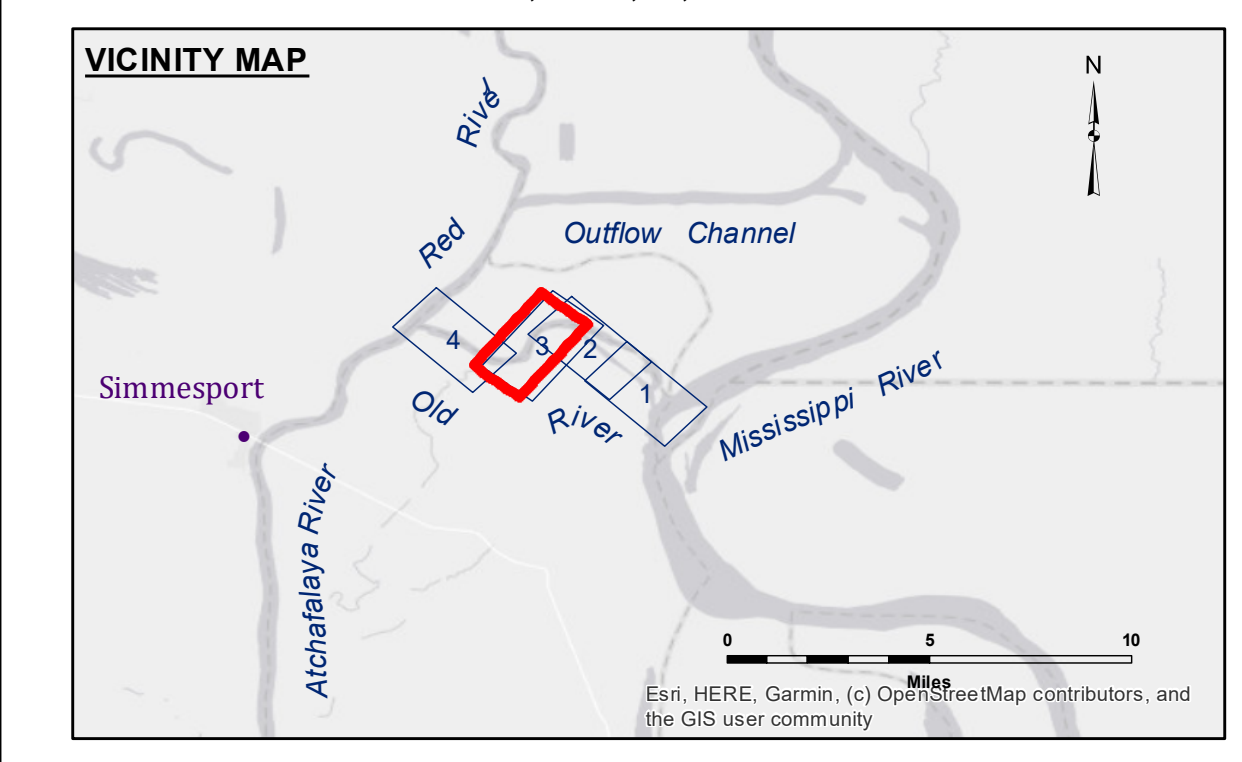 VICINITY MAP
N
Red River
Outflow Channel
4
3
2
1
Simmesport
Old River
Mississippi River
Atchafalaya River
0 5 10
Miles
Esri, HERE, Garmin, (c) OpenStreetMap contributors, and
the GIS user community